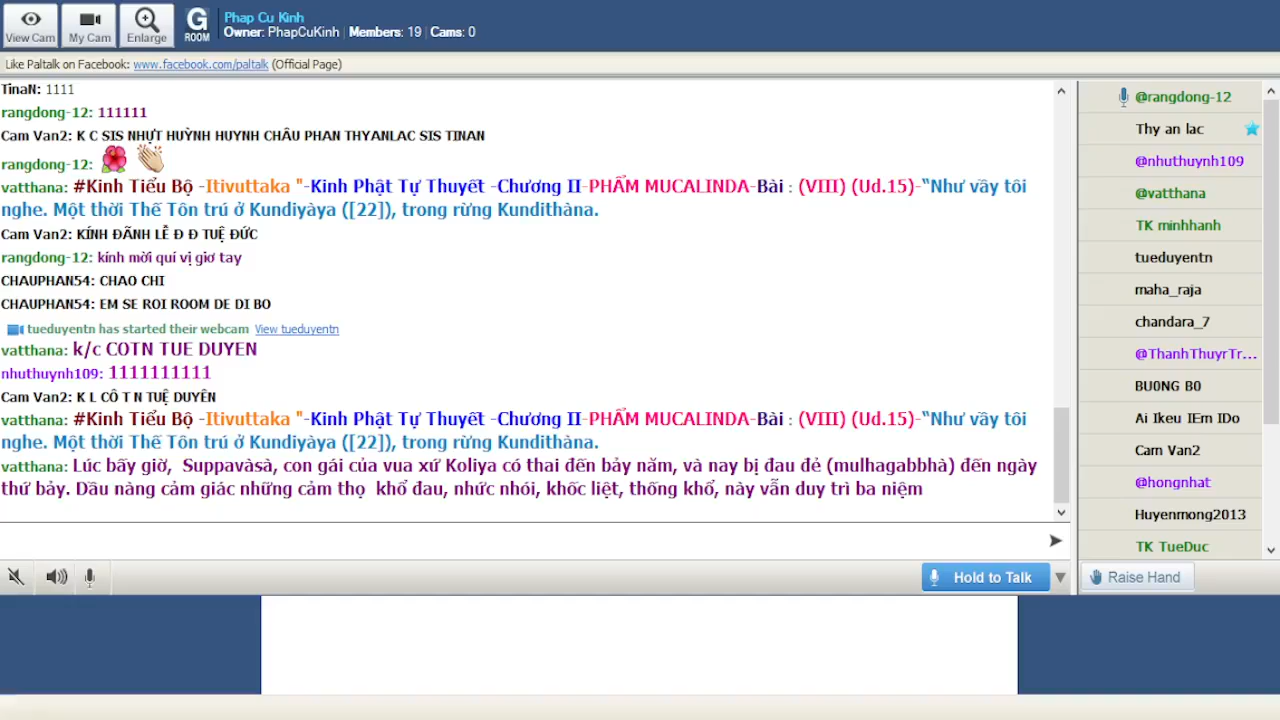 View Cam
My Cam
Enlarge
G
ROOM
Phap Cu Kinh
Owner: PhapCuKinh | Members: 19 | Cams: 0
Like Paltalk on Facebook: www.facebook.com/paltalk (Official Page)
TinaN: 1111
rangdong-12: 111111
Cam Van2: K C SIS NHỰT HUỲNH HUYNH CHÂU PHAN THYANLAC SIS TINAN
rangdong-12:
vatthana: #Kinh Tiểu Bộ -Itivuttaka "-Kinh Phật Tự Thuyết -Chương II-PHẨM MUCALINDA-Bài : (VIII) (Ud.15)-“Như vầy tôi
nghe. Một thời Thế Tôn trú ở Kundiyàya ([22]), trong rừng Kundithàna.
Cam Van2: KÍNH ĐÃNH LỄ Đ Đ TUỆ ĐỨC
rangdong-12: kính mời quí vị giơ tay
CHAUPHAN54: CHAO CHI
CHAUPHAN54: EM SE ROI ROOM DE DI BO
tueduyentn has started their webcam View tueduyentn
vatthana: k/c COTN TUE DUYEN
nhuthuynh109: 1111111111
Cam Van2: K L CÔ T N TUỆ DUYÊN
vatthana: #Kinh Tiểu Bộ -Itivuttaka "-Kinh Phật Tự Thuyết -Chương II-PHẨM MUCALINDA-Bài : (VIII) (Ud.15)-“Như vầy tôi
nghe. Một thời Thế Tôn trú ở Kundiyàya ([22]), trong rừng Kundithàna.
vatthana: Lúc bấy giờ, Suppavàsà, con gái của vua xứ Koliya có thai đến bảy năm, và nay bị đau đẻ (mulhagabbhà) đến ngày
thứ bảy. Dầu nàng cảm giác những cảm thọ khổ đau, nhức nhói, khốc liệt, thống khổ, này vẫn duy trì ba niệm
@rangdong-12
Thy an lac
@nhuthuynh109
@vatthana
TK minhhanh
tueduyentn
maha_raja
chandara_7
@ThanhThuyrTr...
BU0NG B0
Ai Ikeu IEm IDo
Cam Van2
@hongnhat
Huyenmong2013
TK TueDuc
Hold to Talk
Raise Hand